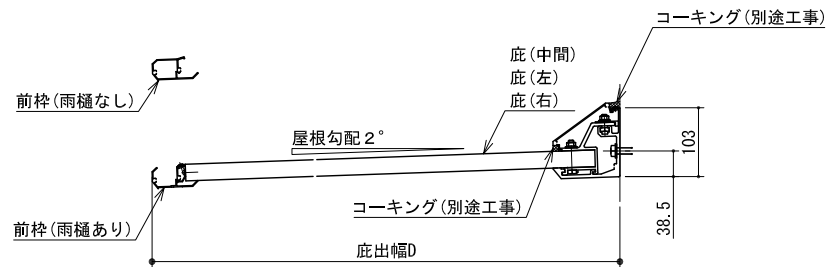 コーキング(別途工事)
庇(中間)
庇(左)
庇(右)
前枠(雨樋なし)
屋根勾配2°
103
コーキング(別途工事)
38.5
前枠(雨樋あり)
庇出幅D